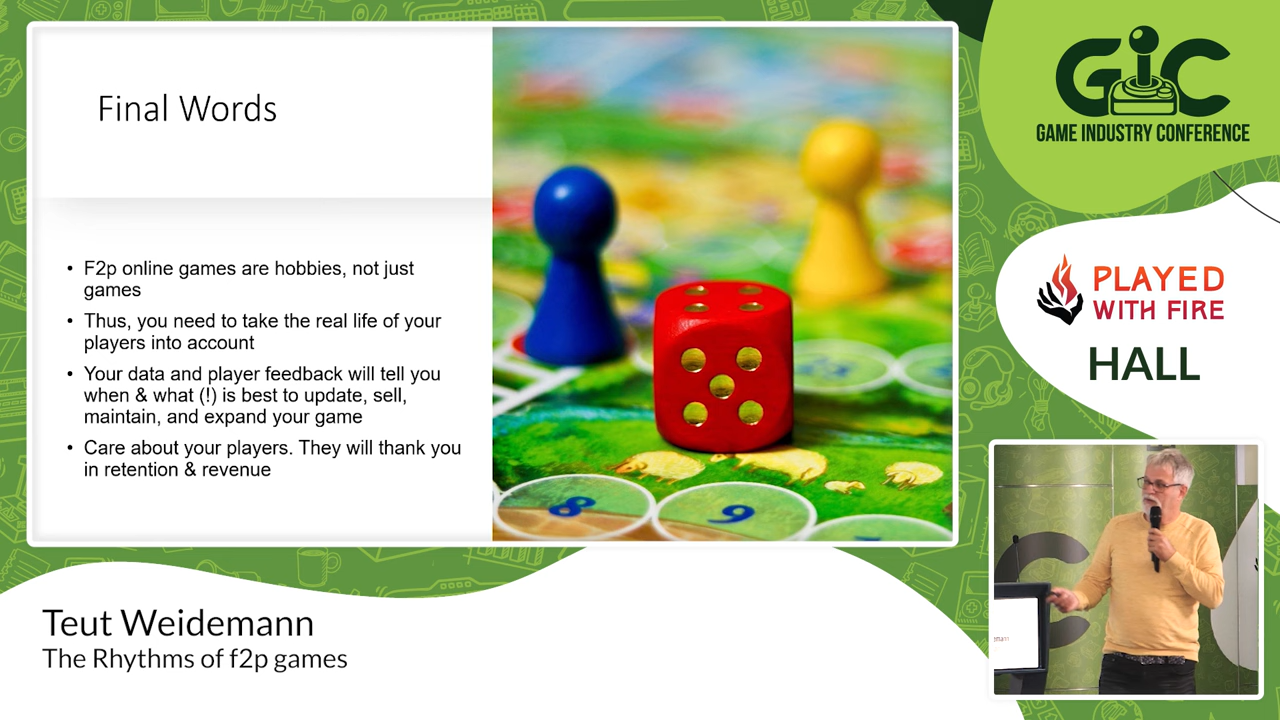 Final Words
• F2p online games are hobbies, not just
games
• Thus, you need to take the real life of your
players into account
• Your data and player feedback will tell you
when & what (!) is best to update, sell,
maintain, and expand your game
• Care about your players. They will thank you
in retention & revenue
8
9
GIC
GAME INDUSTRY CONFERENCE
PLAYED
WITH FIRE
HALL
Teut Weidemann
The Rhythms of f2p games